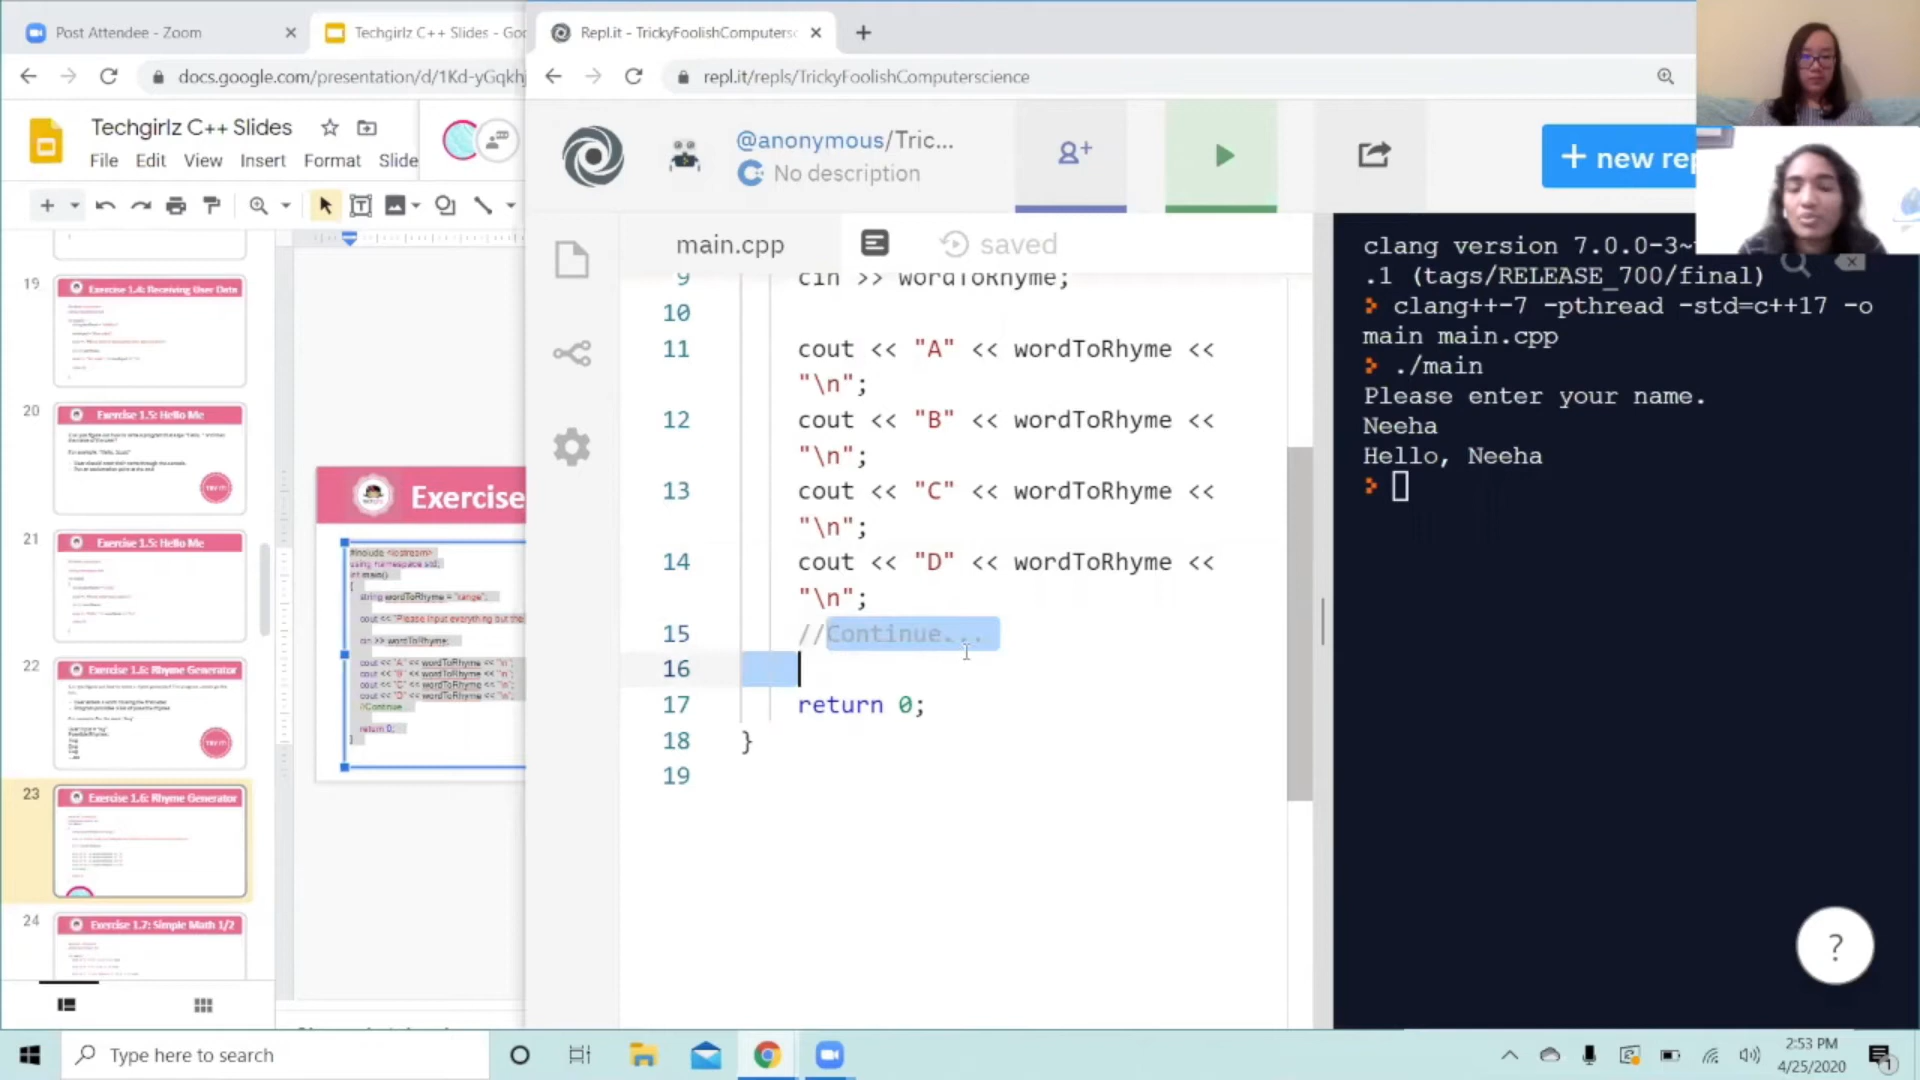 Post Attendee - Zoom
Techgirlz C++ Slides - Goo
Repl.it - TrickyFoolishComputersc
docs.google.com/presentation/d/1Kd-yGqkhj
repl.it/repls/TrickyFoolishComputerscience
Techgirlz C++ Slides
File Edit View Insert Format Slide
@anonymous/Tric...
No description
+ new rep
main.cpp
saved
9 cin >> wordToRhyme;
10
11 cout << "A" << wordToRhyme <<
"\n";
12 cout << "B" << wordToRhyme <<
"\n";
13 cout << "C" << wordToRhyme <<
"\n";
14 cout << "D" << wordToRhyme <<
"\n";
15 //Continue...
16
17 return 0;
18 }
19
clang version 7.0.0-3~
.1 (tags/RELEASE_700/final)
clang++-7 -pthread -std=c++17 -o
main main.cpp
./main
Please enter your name.
Neeha
Hello, Neeha
19
Exercise 1.4: Receiving User Data
20
Exercise 1.5: Hello Me
TRY IT!
21
Exercise 1.5: Hello Me
22
Exercise 1.6: Rhyme Generator
TRY IT!
23
Exercise 1.6: Rhyme Generator
24
Exercise 1.7: Simple Math 1/2
Exercise
#include <iostream>
using namespace std;
int main()
{
string wordToRhyme = "range";
cout << "Please input everything but the
cin >> wordToRhyme;
cout << "A" << wordToRhyme << "\n";
cout << "B" << wordToRhyme << "\n";
cout << "C" << wordToRhyme << "\n";
cout << "D" << wordToRhyme << "\n";
//Continue
return 0;
}
?
Type here to search
2:53 PM
4/25/2020
1